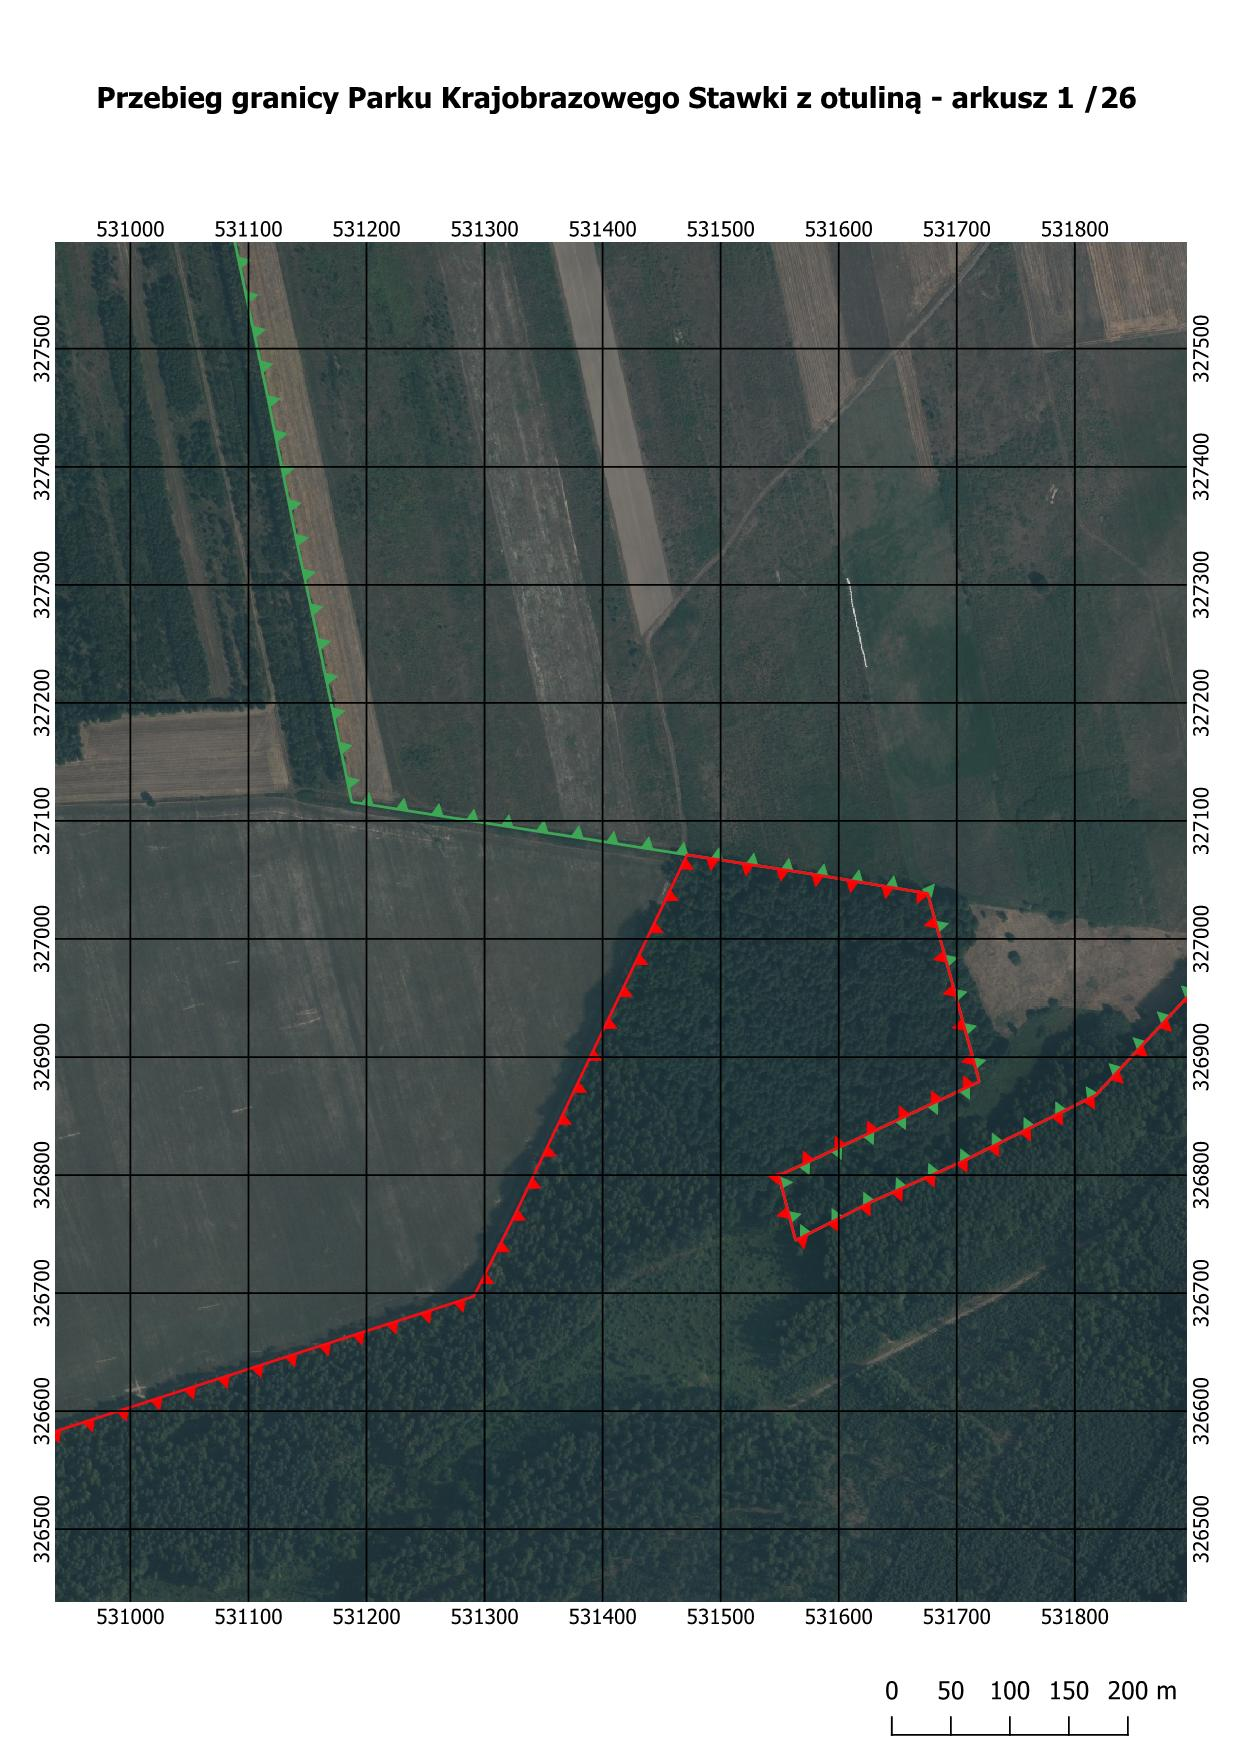 Przebieg granicy Parku Krajobrazowego Stawki z otuliną - arkusz 1 /26
531000 531100 531200 531300 531400 531500 531600 531700 531800
327500 327500
327400 327400
327300 327300
327200 327200
327100 327100
327000 327000
326900 326900
326800 326800
326700 326700
326600 326600
326500 326500
531000 531100 531200 531300 531400 531500 531600 531700 531800
0 50 100 150 200 m